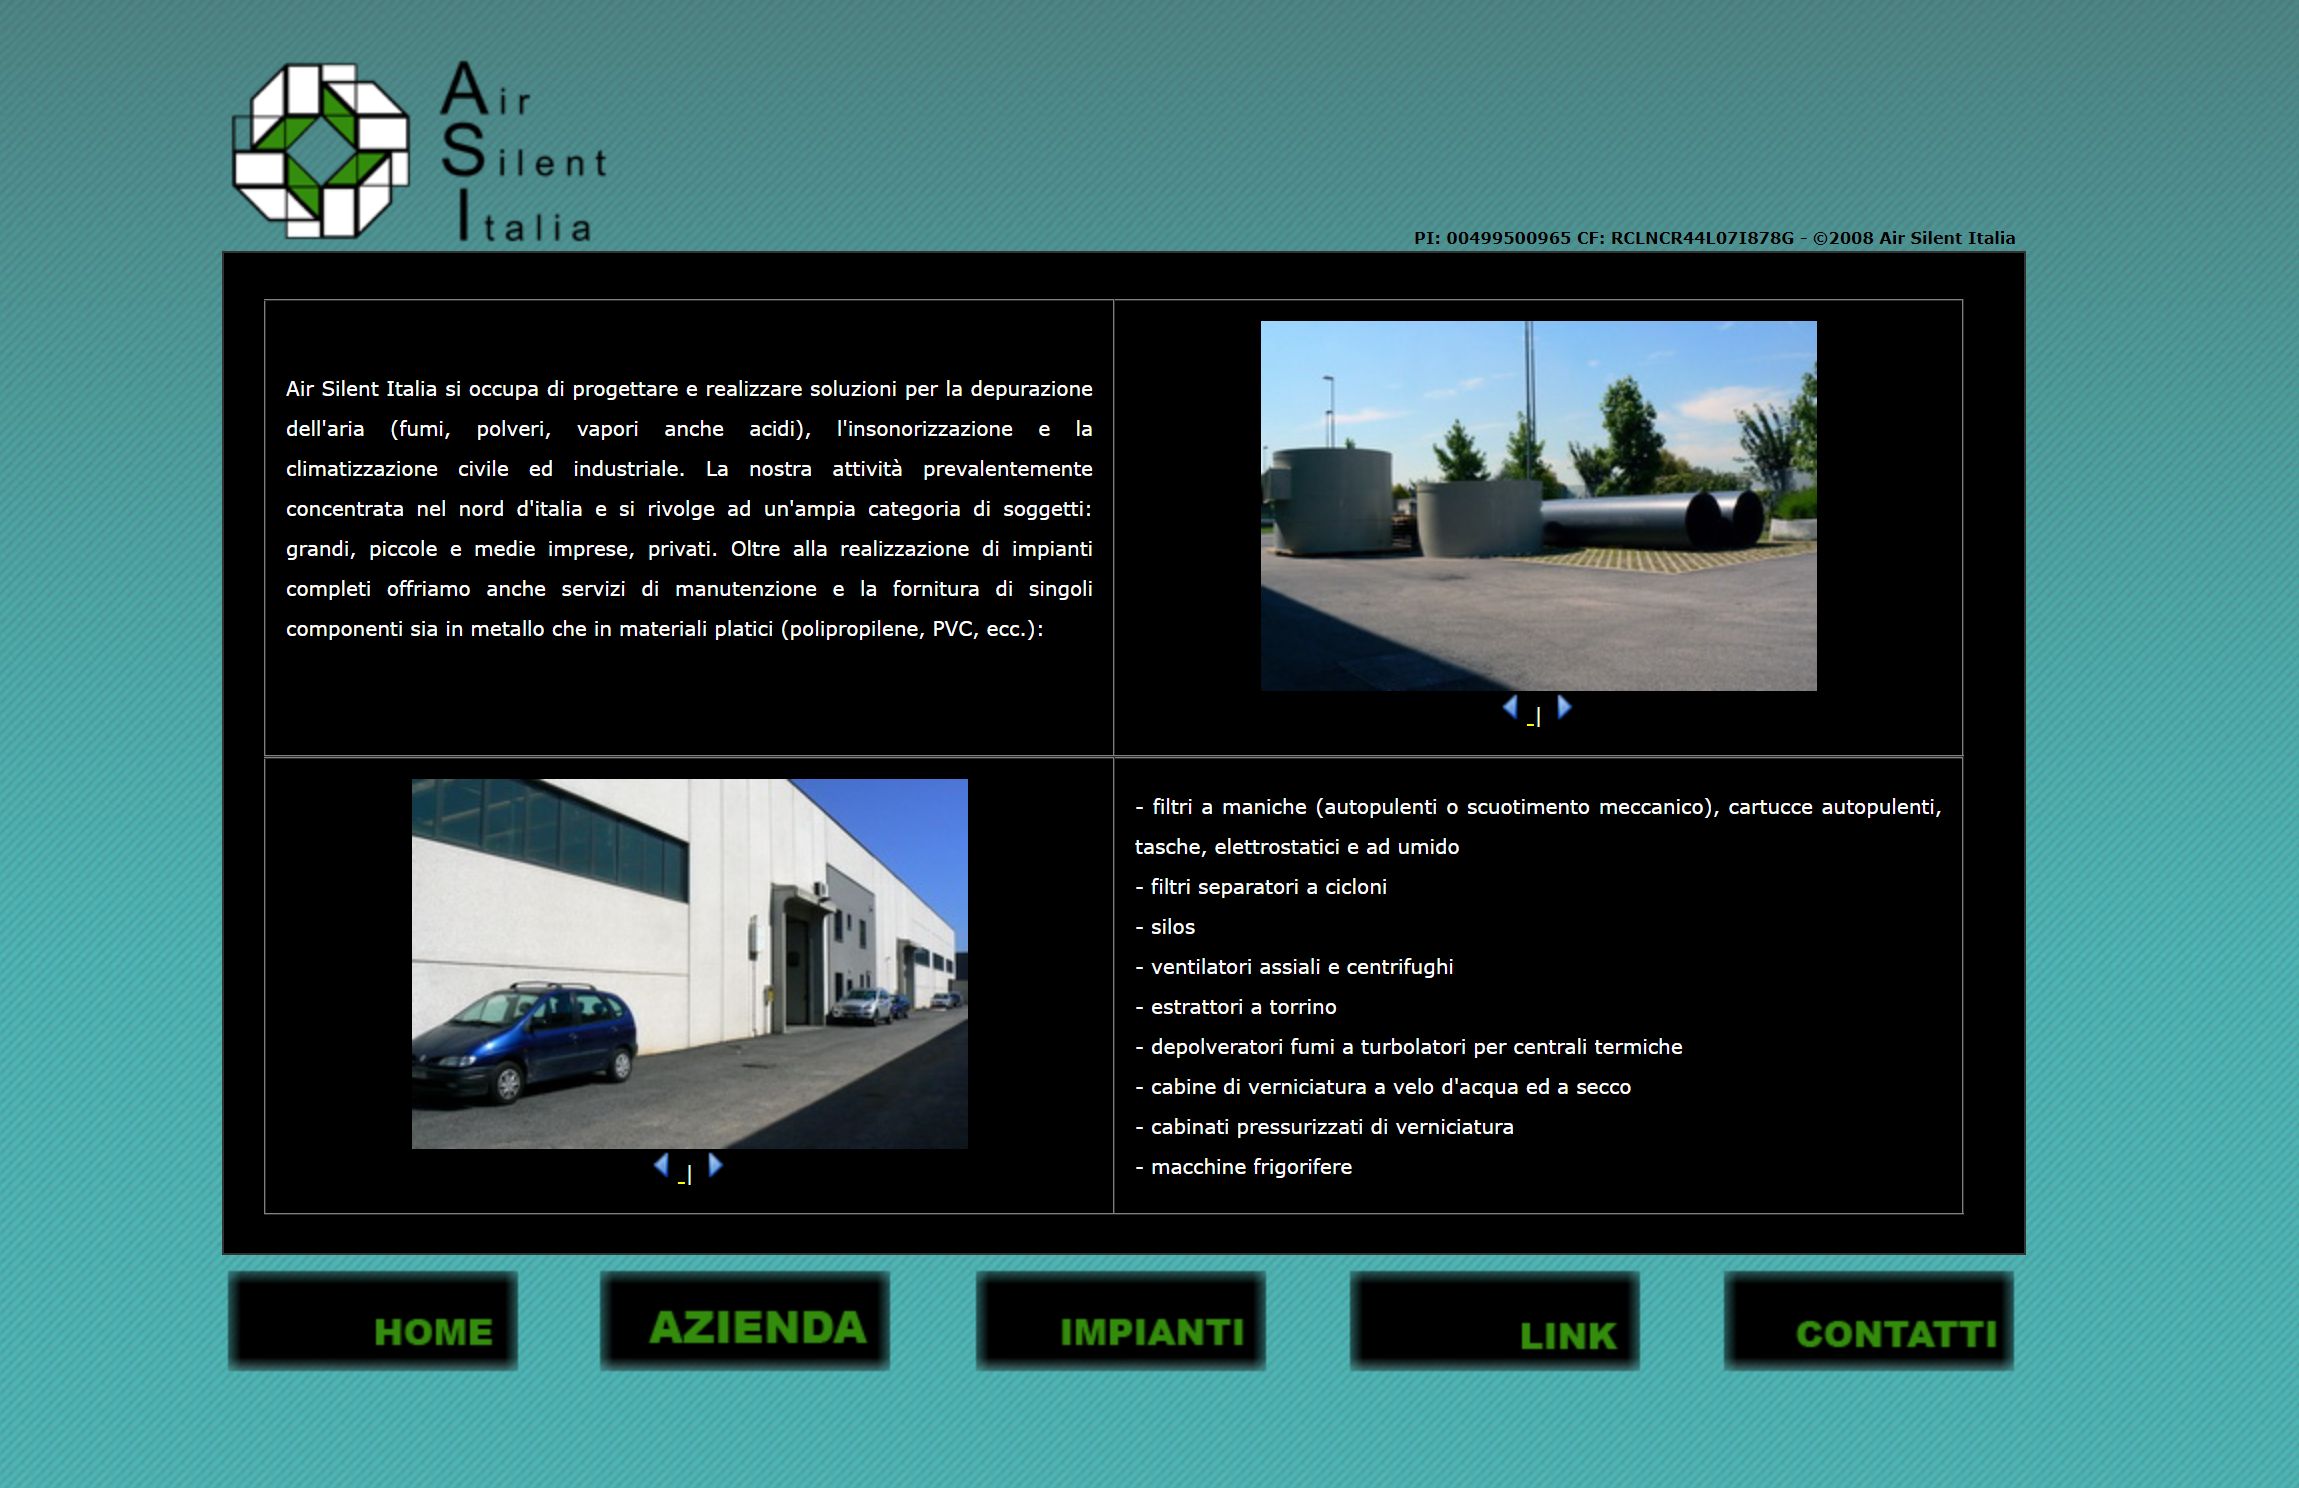 Air
Silent
Italia
PI: 00499500965 CF: RCLNCR44L07I878G - ©2008 Air Silent Italia
Air Silent Italia si occupa di progettare e realizzare soluzioni per la depurazione
dell'aria (fumi, polveri, vapori anche acidi), l'insonorizzazione e la
climatizzazione civile ed industriale. La nostra attività prevalentemente
concentrata nel nord d'italia e si rivolge ad un'ampia categoria di soggetti:
grandi, piccole e medie imprese, privati. Oltre alla realizzazione di impianti
completi offriamo anche servizi di manutenzione e la fornitura di singoli
componenti sia in metallo che in materiali platici (polipropilene, PVC, ecc.):
|
|
- filtri a maniche (autopulenti o scuotimento meccanico), cartucce autopulenti,
tasche, elettrostatici e ad umido
- filtri separatori a cicloni
- silos
- ventilatori assiali e centrifughi
- estrattori a torrino
- depolveratori fumi a turbolatori per centrali termiche
- cabine di verniciatura a velo d'acqua ed a secco
- cabinati pressurizzati di verniciatura
- macchine frigorifere
HOME AZIENDA IMPIANTI LINK CONTATTI